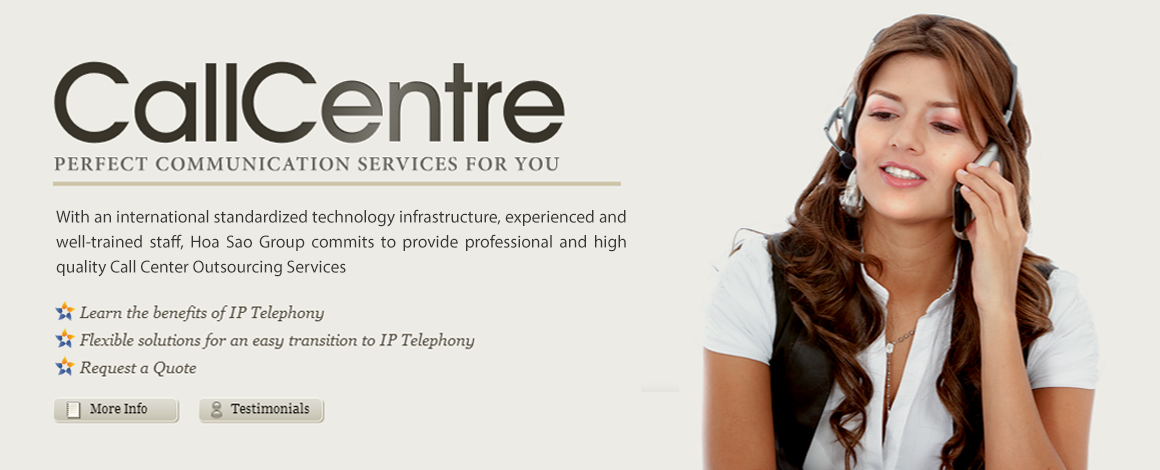 CallCentre
PERFECT COMMUNICATION SERVICES FOR YOU
With an international standardized technology infrastructure, experienced and
well-trained staff, Hoa Sao Group commits to provide professional and high
quality Call Center Outsourcing Services
Learn the benefits of IP Telephony
Flexible solutions for an easy transition to IP Telephony
Request a Quote
More Info
Testimonials